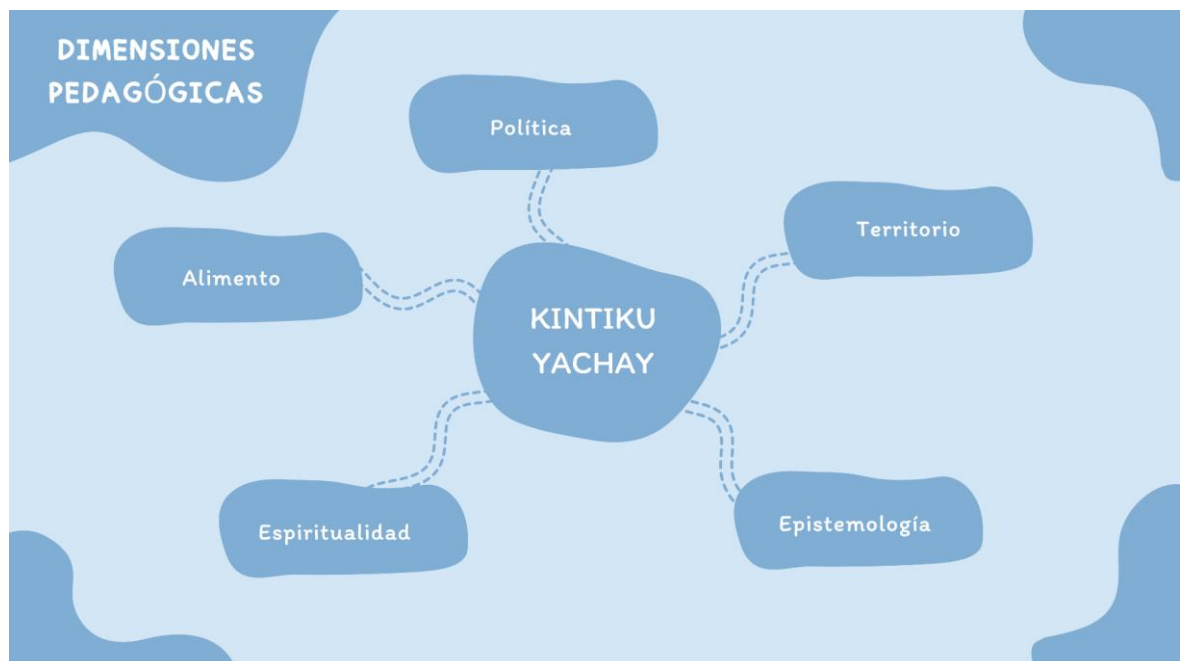 DIMENSIONES
PEDAGÓGICAS
Política
Territorio
Alimento
KINTIKU
YACHAY
Espiritualidad
Epistemología